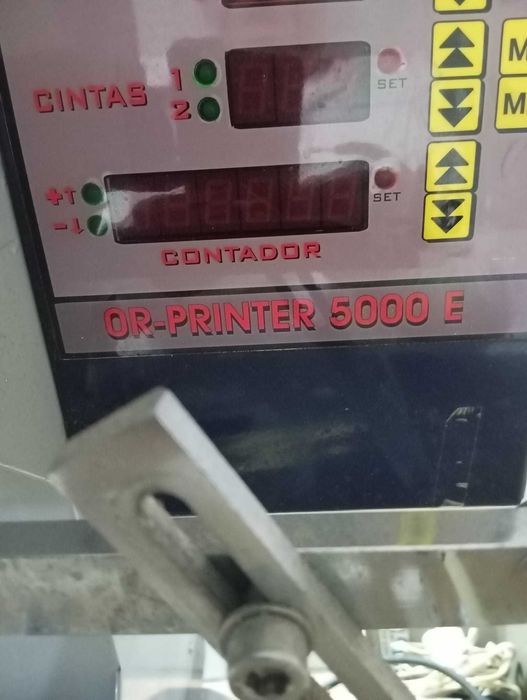 1
CINTAS
2
SET
M
M
+↑
-↓
SET
CONTADOR
OR-PRINTER 5000 E